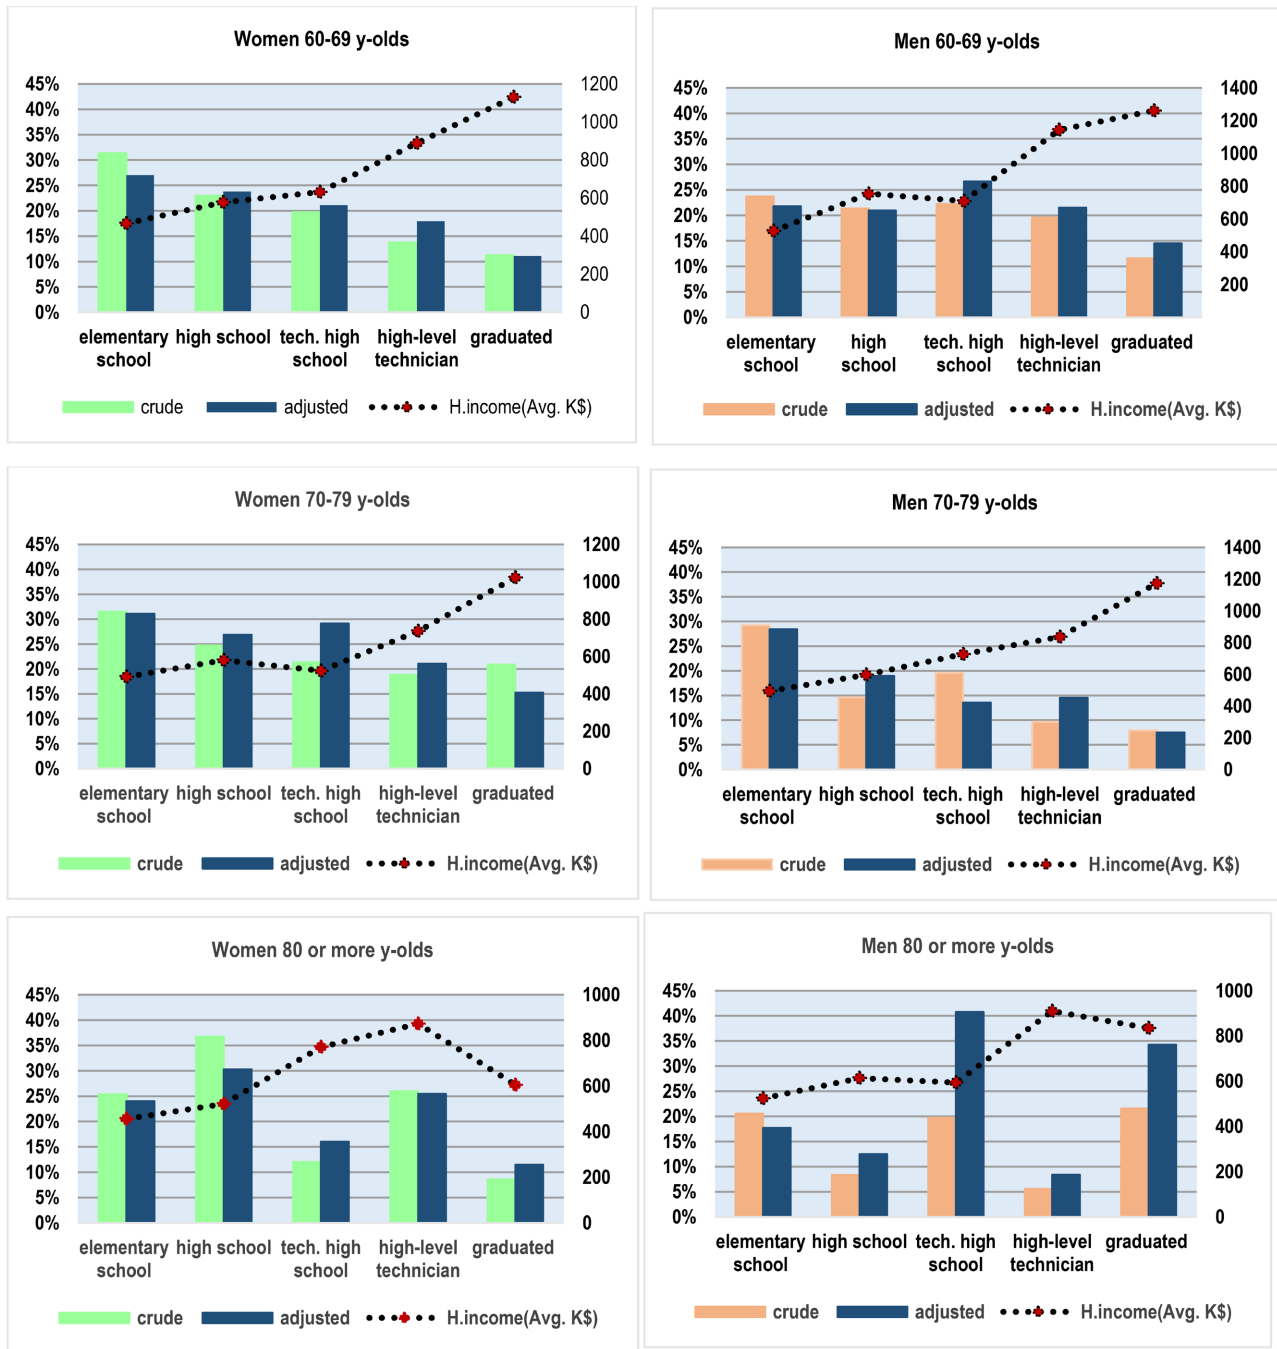 Women 60-69 y-olds
45%
40%
35%
30%
25%
20%
15%
10%
5%
0%
1200
1000
800
600
400
200
0
elementary school
high school
tech. high school
high-level technician
graduated
crude
adjusted
H.income(Avg. K$)
Men 60-69 y-olds
45%
40%
35%
30%
25%
20%
15%
10%
5%
0%
1400
1200
1000
800
600
400
200
elementary school
high school
tech. high school
high-level technician
graduated
crude
adjusted
H.income(Avg. K$)
Women 70-79 y-olds
45%
40%
35%
30%
25%
20%
15%
10%
5%
0%
1200
1000
800
600
400
200
0
elementary school
high school
tech. high school
high-level technician
graduated
crude
adjusted
H.income(Avg. K$)
Men 70-79 y-olds
45%
40%
35%
30%
25%
20%
15%
10%
5%
0%
1400
1200
1000
800
600
400
200
0
elementary school
high school
tech. high school
high-level technician
graduated
crude
adjusted
H.income(Avg. K$)
Women 80 or more y-olds
45%
40%
35%
30%
25%
20%
15%
10%
5%
0%
1000
800
600
400
200
0
elementary school
high school
tech. high school
high-level technician
graduated
crude
adjusted
H.income(Avg. K$)
Men 80 or more y-olds
45%
40%
35%
30%
25%
20%
15%
10%
5%
0%
1000
800
600
400
200
0
elementary school
high school
tech. high school
high-level technician
graduated
crude
adjusted
H.income(Avg. K$)